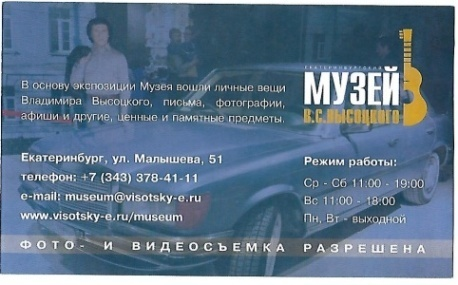 ЕКАТЕРИНБУРГСКИЙ
МУЗЕЙ
В.С.ВЫСОЦКОГО
В основу экспозиции Музея вошли личные вещи
Владимира Высоцкого, письма, фотографии,
афиши и другие, ценные и памятные предметы.
Екатеринбург, ул. Малышева, 51
телефон: +7 (343) 378-41-11
e-mail: museum@visotsky-e.ru
www.visotsky-e.ru/museum
Режим работы:
Ср - Сб 11:00 - 19:00
Вс 11:00 - 18:00
Пн, Вт - выходной
ФОТО- И ВИДЕОСЪЕМКА РАЗРЕШЕНА